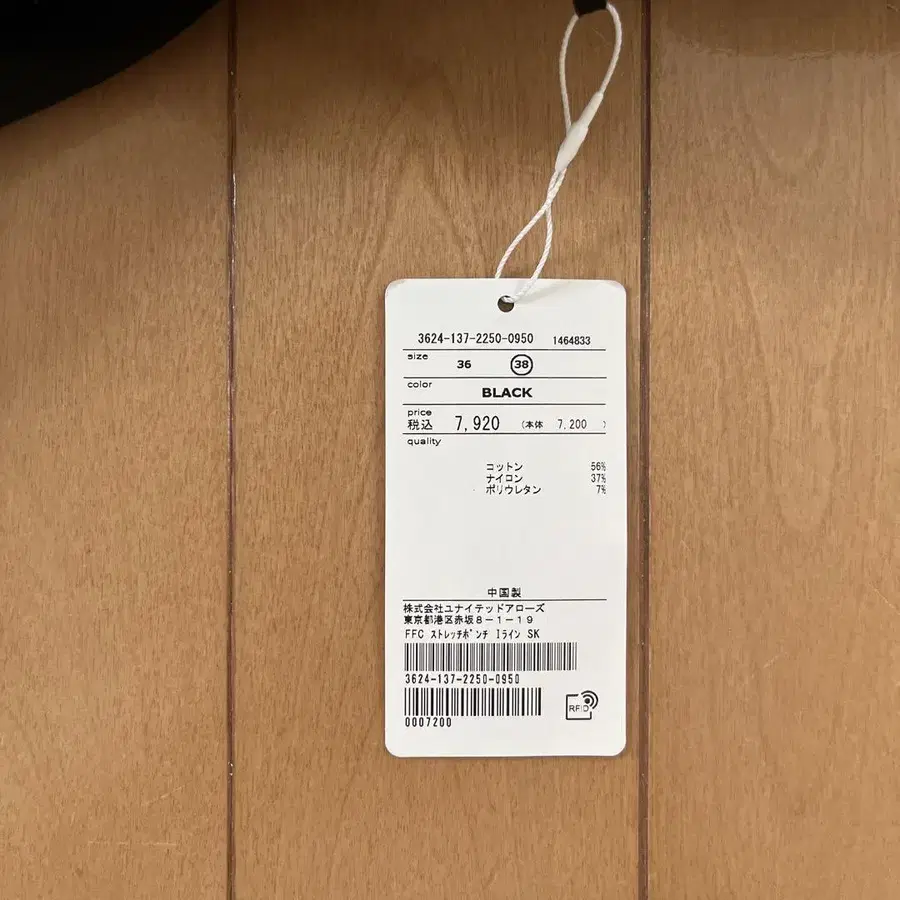 3624-137-2250-0950 1464833
size 36 38
color
BLACK
price
税込 7,920 (本体 7,200 )
quality
コットン 56%
ナイロン 37%
ポリウレタン 7%
中国製
株式会社ユナイテッドアローズ
東京都港区赤坂8-1-19
FFC ストレッチポンチ Iライン SK
3624-137-2250-0950
0007200
RFID